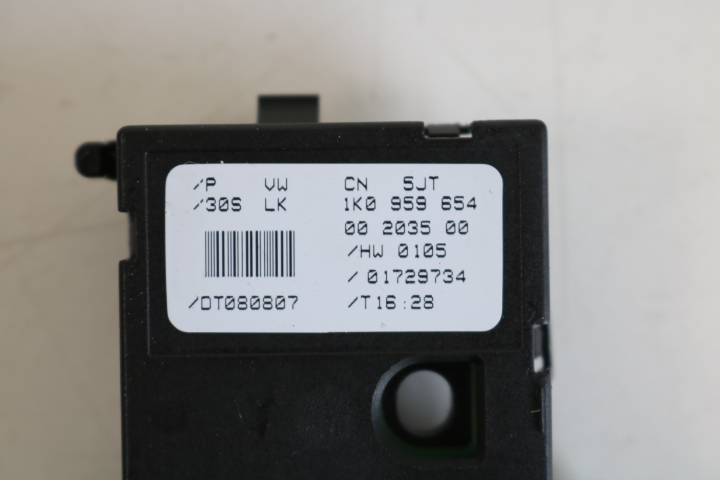 /P VW CN 5JT
/30S LK 1K0 959 654
00 2035 00
/HW 0105
/ 01729734
/DT080807 /T16:28